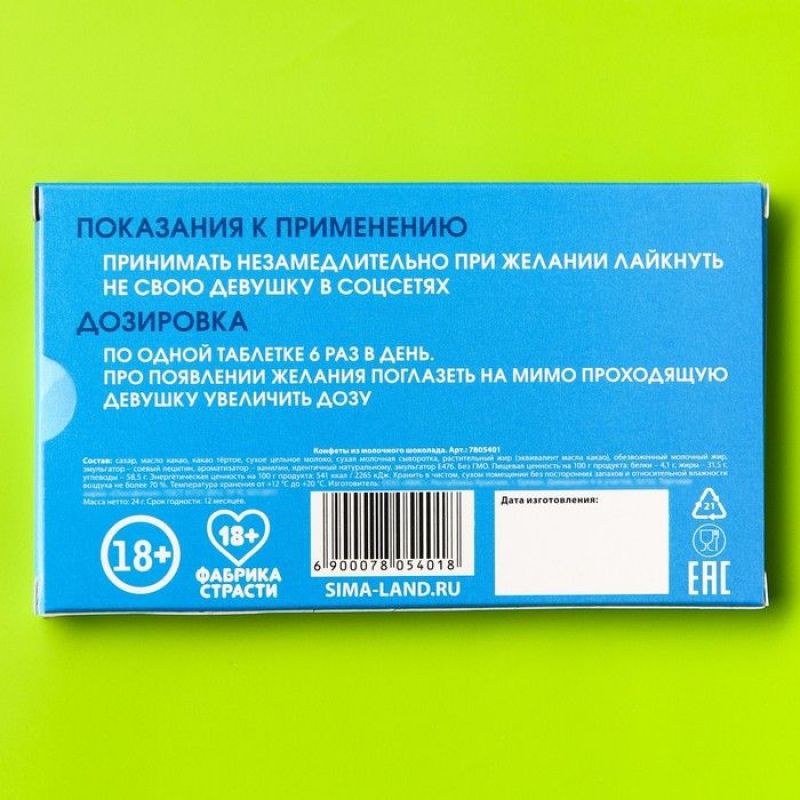 ПОКАЗАНИЯ К ПРИМЕНЕНИЮ
ПРИНИМАТЬ НЕЗАМЕДЛИТЕЛЬНО ПРИ ЖЕЛАНИИ ЛАЙКНУТЬ
НЕ СВОЮ ДЕВУШКУ В СОЦСЕТЯХ
ДОЗИРОВКА
ПО ОДНОЙ ТАБЛЕТКЕ 6 РАЗ В ДЕНЬ.
ПРО ПОЯВЛЕНИИ ЖЕЛАНИЯ ПОГЛАЗЕТЬ НА МИМО ПРОХОДЯЩУЮ
ДЕВУШКУ УВЕЛИЧИТЬ ДОЗУ
Конфеты из молочного шоколада. Арт.: 7805401
Состав: сахар, масло какао, какао тёртое, сухое цельное молоко, сухая молочная сыворотка, растительный жир (эквивалент масла какао), обезвоженный молочный жир,
эмульгатор – соевый лецитин, ароматизатор – ванилин, идентичный натуральному, эмульгатор Е476. Без ГМО. Пищевая ценность на 100 г продукта: белки – 4,1 г, жиры – 31,5 г,
углеводы – 58,5 г. Энергетическая ценность на 100 г продукта: 541 ккал / 2265 кДж. Хранить в чистом, сухом помещении без посторонних запахов и относительной влажности
воздуха не более 70 %. Температура хранения от +12 °С до +20 °С. Изготовитель:
Масса нетто: 24 г. Срок годности: 12 месяцев.
18+
18+
ФАБРИКА
СТРАСТИ
6 900078 054018
SIMA-LAND.RU
Дата изготовления:
21
EAC